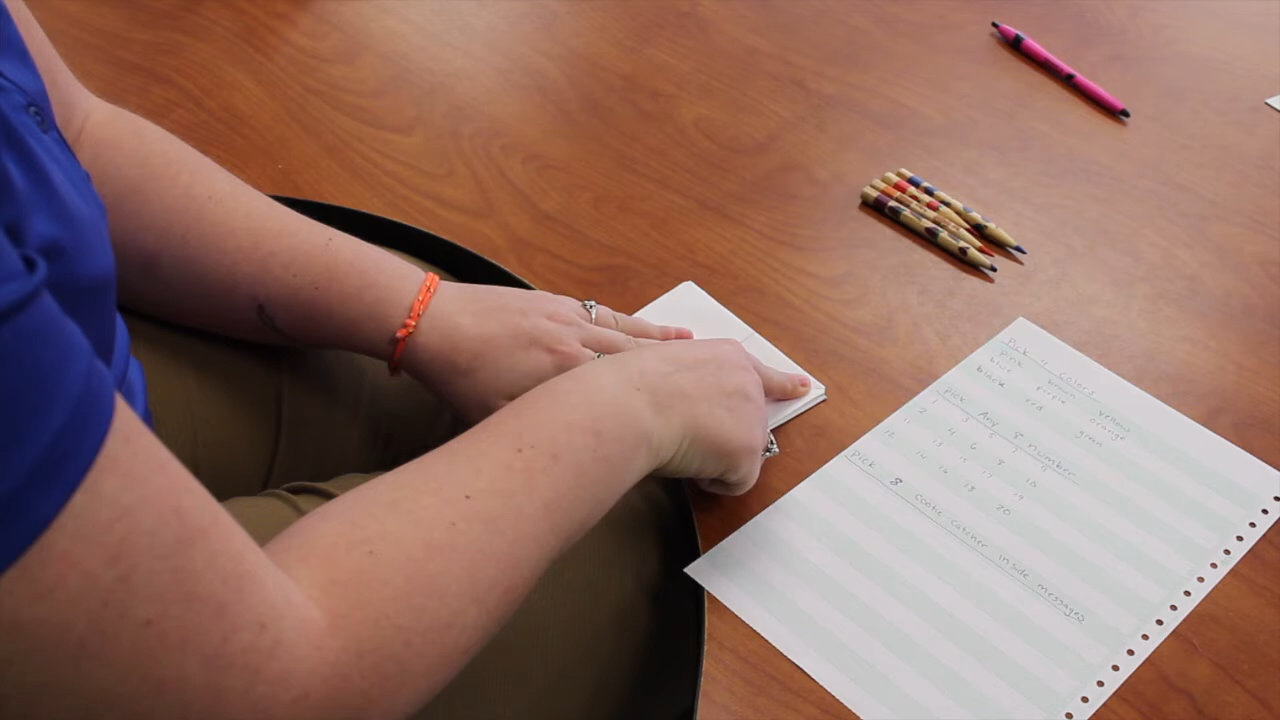 Pick 4 Colors
pink brown yellow
blue purple orange
black red green
Pick Any 8 number
1 3 5 7 9
2 4 6 8 10
11 13 15 17 19
12 14 16 18 20
Pick 8 cootie catcher inside messages